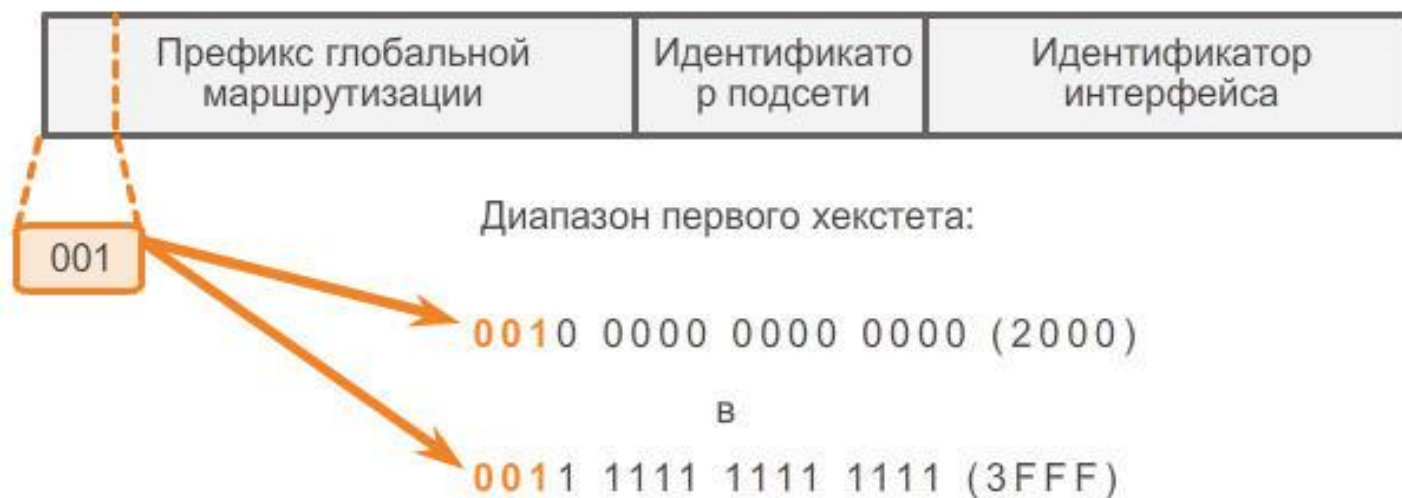 Префикс глобальной
маршрутизации
Идентификато
р подсети
Идентификатор
интерфейса
Диапазон первого хекстета:
001
0010 0000 0000 0000 (2000)
в
0011 1111 1111 1111 (3FFF)